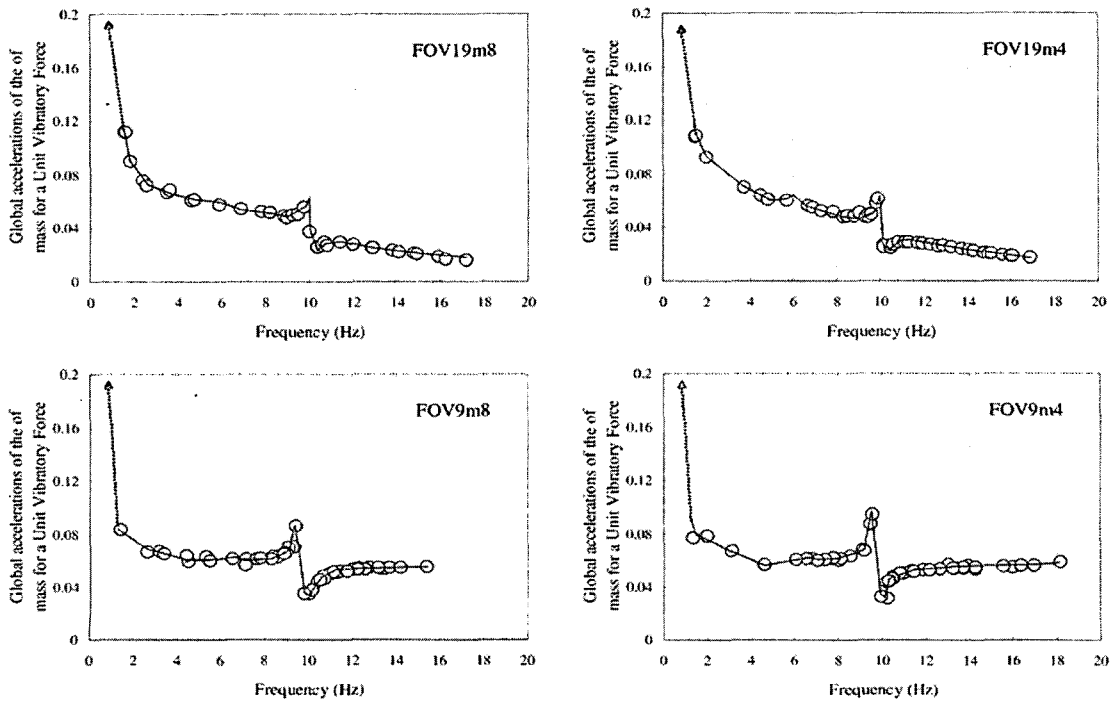 Global accelerations of the of
mass for a Unit Vibratory Force
0.2
0.16
0.12
0.08
0.04
0
FOV19m8
0 2 4 6 8 10 12 14 16 18 20
Frequency (Hz)
Global accelerations of the of
mass for a Unit Vibratory Force
0.2
0.16
0.12
0.08
0.04
0
FOV19m4
0 2 4 6 8 10 12 14 16 18 20
Frequency (Hz)
Global accelerations of the of
mass for a Unit Vibratory Force
0.2
0.16
0.12
0.08
0.04
0
FOV9m8
0 2 4 6 8 10 12 14 16 18 20
Frequency (Hz)
Global accelerations of the of
mass for a Unit Vibratory Force
0.2
0.16
0.12
0.08
0.04
0
FOV9m4
0 2 4 6 8 10 12 14 16 18 20
Frequency (Hz)